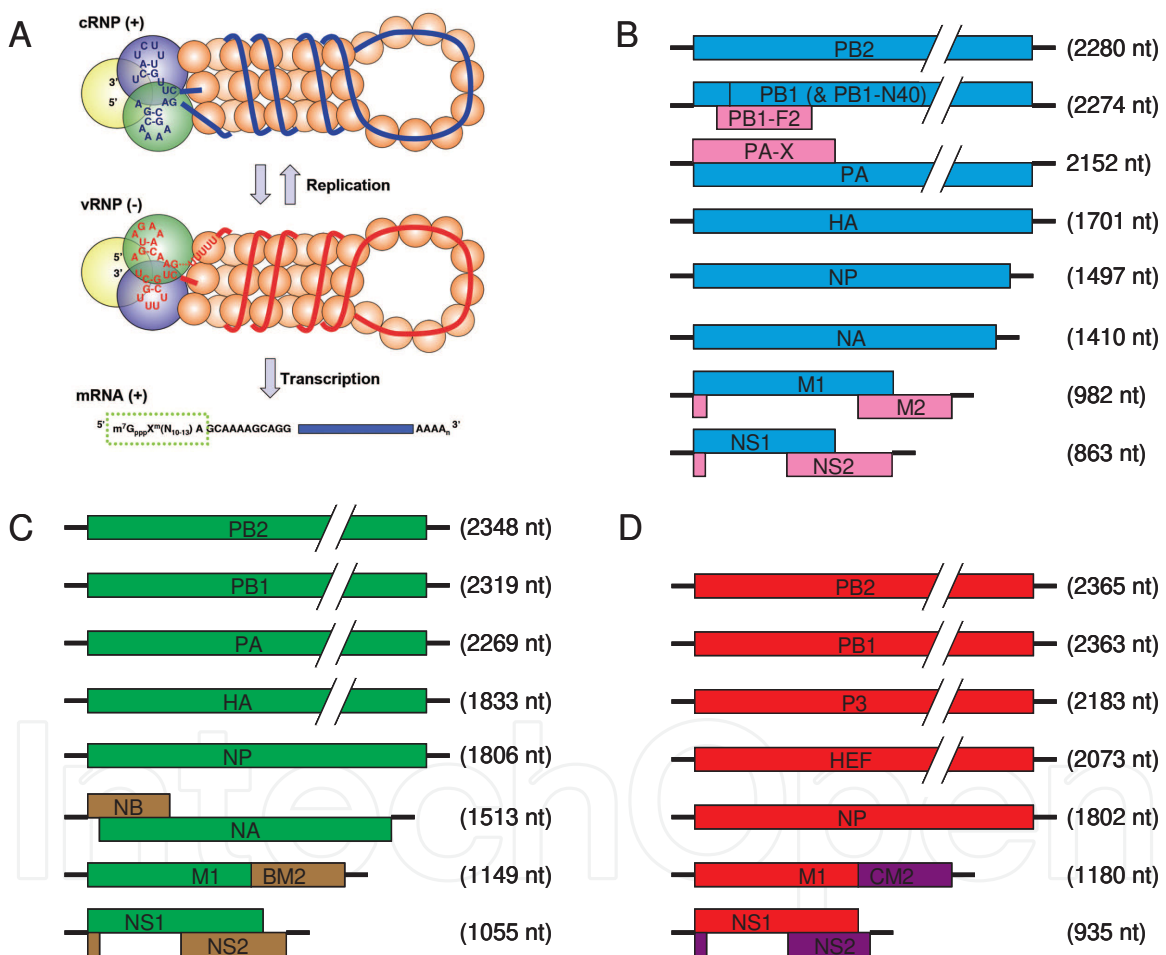 A
cRNP (+)
3'
5'
Replication
vRNP (-)
5'
3'
UUUU
Transcription
mRNA (+)
5' m⁷GpppXᵐ(N₁₀₋₁₃) A GCAAAAGCAGG AAAAₙ 3'
B
PB2 (2280 nt)
PB1 (& PB1-N40) (2274 nt)
PB1-F2
PA-X
PA 2152 nt)
HA (1701 nt)
NP (1497 nt)
NA (1410 nt)
M1 (982 nt)
M2
NS1 (863 nt)
NS2
C
PB2 (2348 nt)
PB1 (2319 nt)
PA (2269 nt)
HA (1833 nt)
NP (1806 nt)
NB
NA (1513 nt)
M1 BM2 (1149 nt)
NS1 (1055 nt)
NS2
D
PB2 (2365 nt)
PB1 (2363 nt)
P3 (2183 nt)
HEF (2073 nt)
NP (1802 nt)
M1 CM2 (1180 nt)
NS1 (935 nt)
NS2
IntechOpen